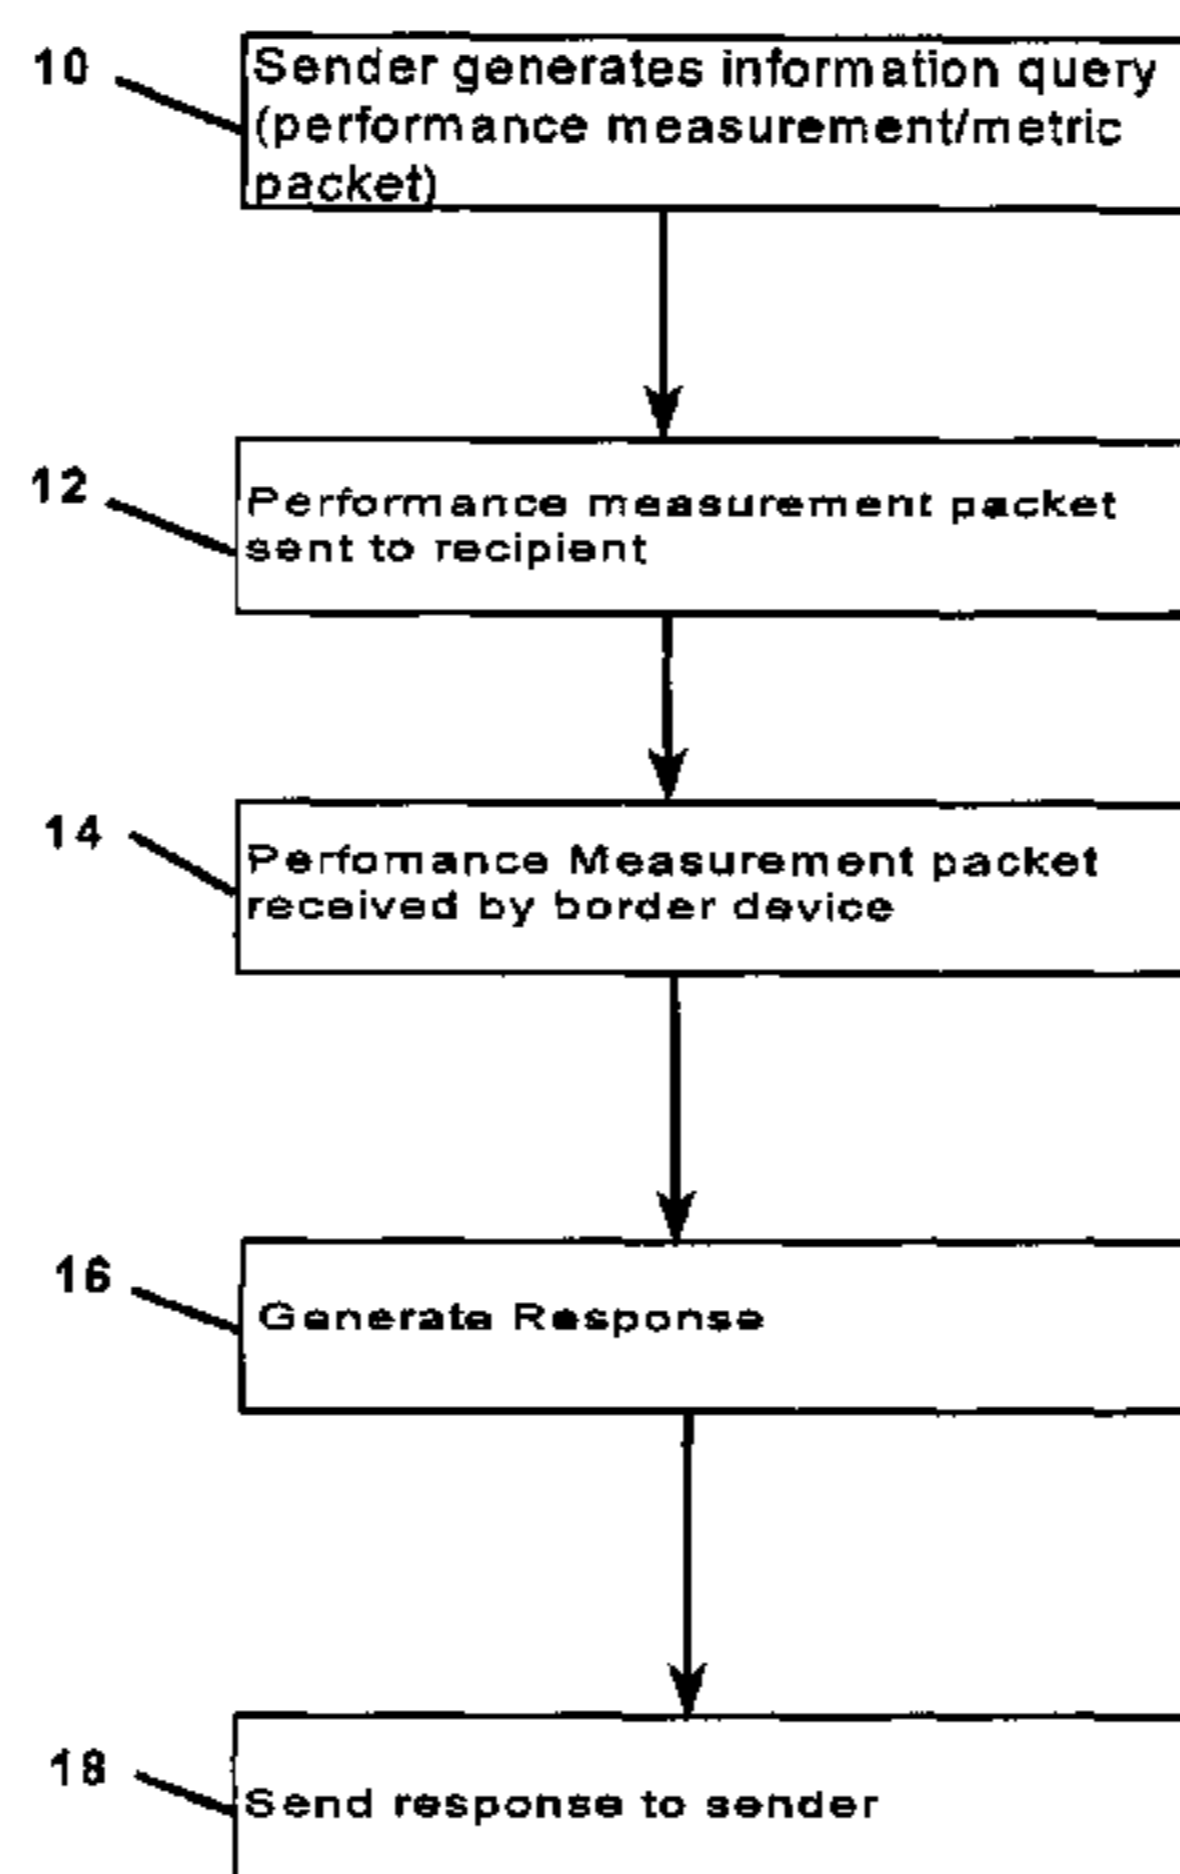 10
Sender generates information query
(performance measurement/metric
packet)
12
Performance measurement packet
sent to recipient
14
Perfomance Measurement packet
received by border device
16
Generate Response
18
Send response to sender